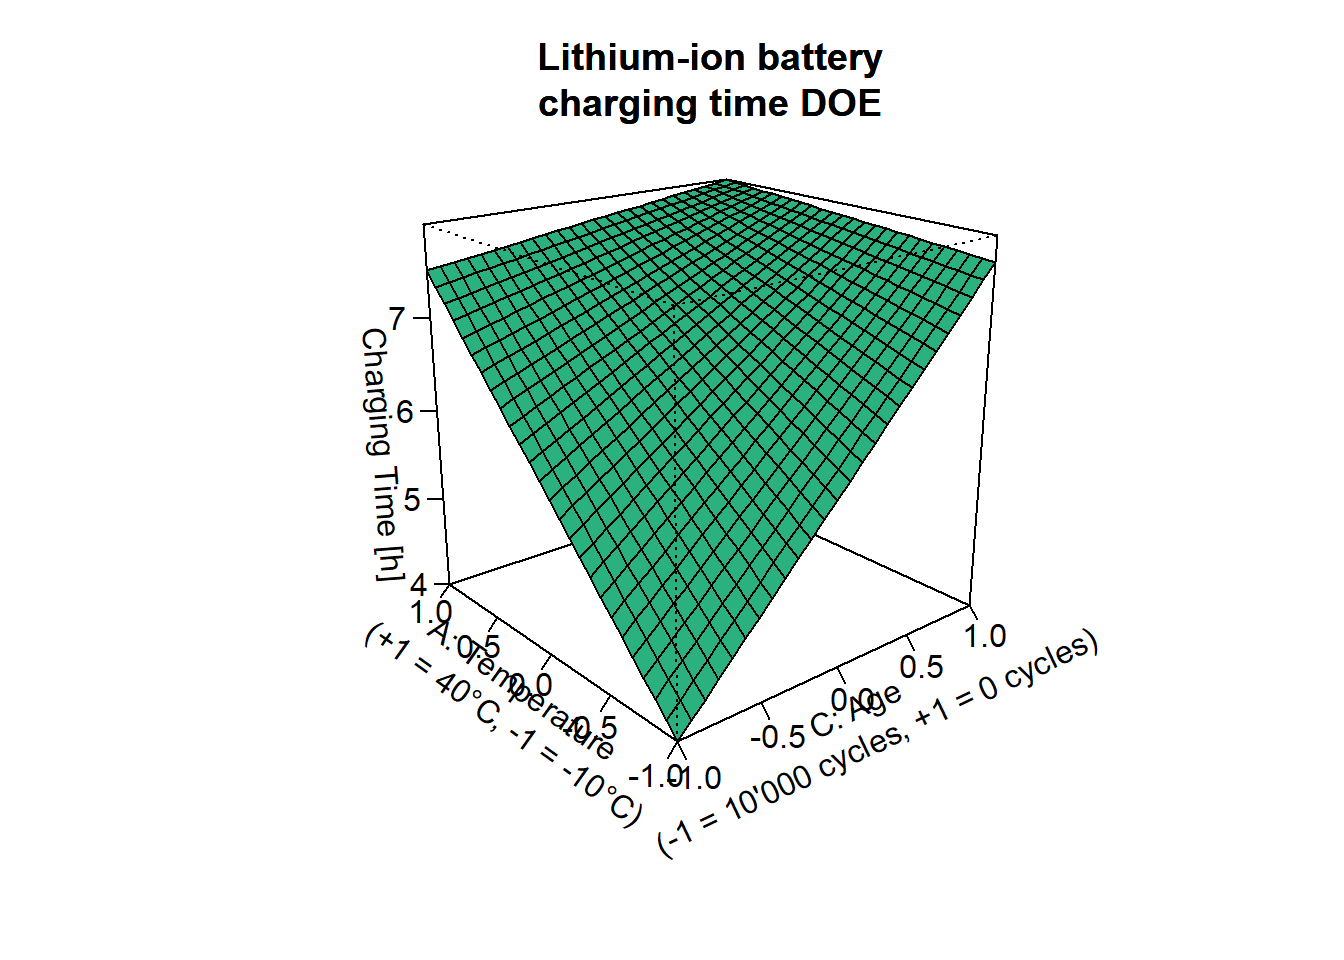 Lithium-ion battery
charging time DOE
7
6
5
4
Charging Time [h]
1.0
0.5
0.0
-0.5
-1.0
A: Temperature
(+1 = 40°C, -1 = -10°C)
-1.0
-0.5
0.0
0.5
1.0
C: Age
(-1 = 10'000 cycles, +1 = 0 cycles)